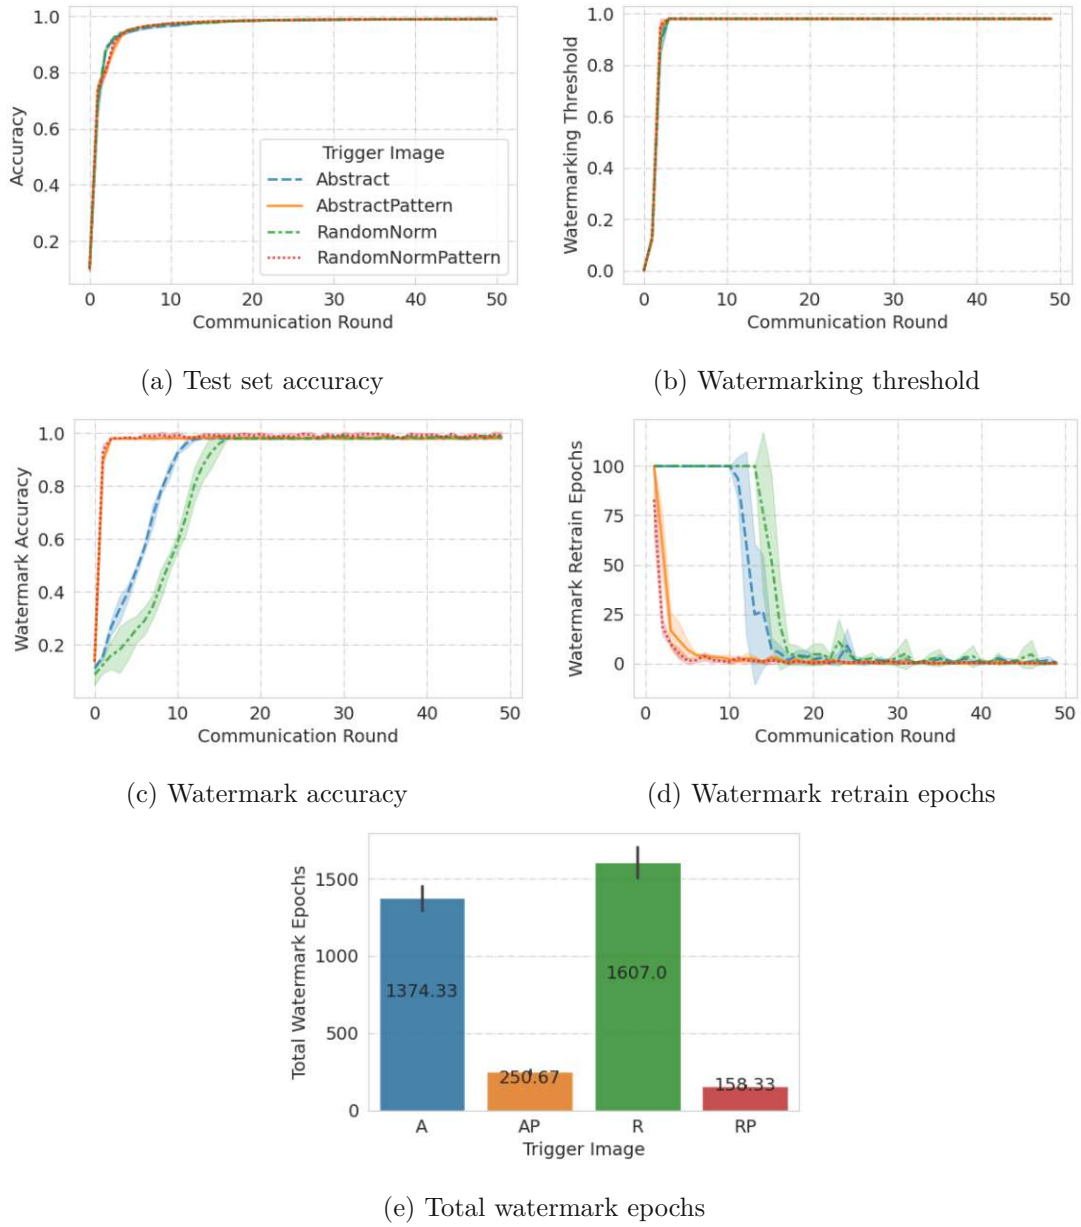 1.0
0.8
0.6
0.4
0.2
Accuracy
Trigger Image
Abstract
AbstractPattern
RandomNorm
RandomNormPattern
0 10 20 30 40 50
Communication Round
(a) Test set accuracy
1.0
0.8
0.6
0.4
0.2
0.0
Watermarking Threshold
0 10 20 30 40 50
Communication Round
(b) Watermarking threshold
1.0
0.8
0.6
0.4
0.2
Watermark Accuracy
0 10 20 30 40 50
Communication Round
(c) Watermark accuracy
100
75
50
25
0
Watermark Retrain Epochs
0 10 20 30 40 50
Communication Round
(d) Watermark retrain epochs
1500
1000
500
0
Total Watermark Epochs
1374.33
250.67
1607.0
158.33
A AP R RP
Trigger Image
(e) Total watermark epochs